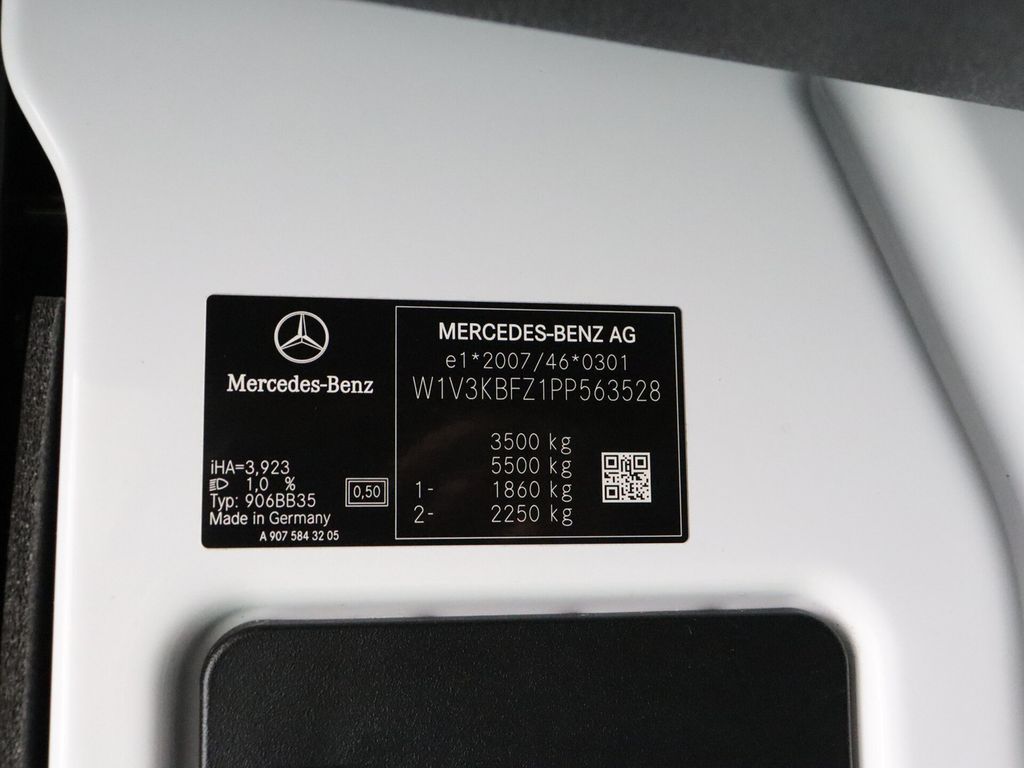 Mercedes-Benz
iHA=3,923
1,0 %
Typ: 906BB35
Made in Germany
A 907 584 32 05
0,50
MERCEDES-BENZ AG
e1*2007/46*0301
W1V3KBFZ1PP563528
3500 kg
5500 kg
1- 1860 kg
2- 2250 kg